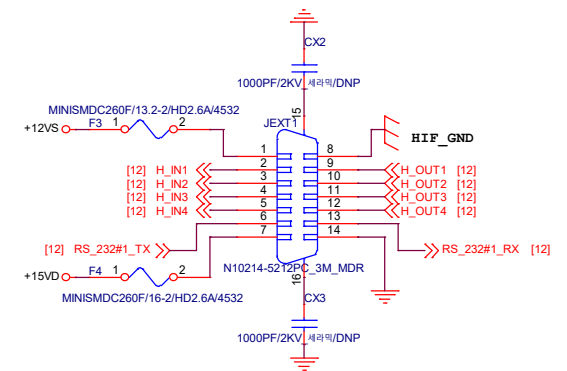 CX2
1000PF/2KV 세라믹/DNP
15
MINISMDC260F/13.2-2/HD2.6A/4532
JEXT1
+12VS F3 1 2
HIF_GND
1 8
[12] H_IN1 2 9 H_OUT1 [12]
[12] H_IN2 3 10 H_OUT2 [12]
[12] H_IN3 4 11 H_OUT3 [12]
[12] H_IN4 5 12 H_OUT4 [12]
6 13
7 14
[12] RS_232#1_TX RS_232#1_RX [12]
N10214-5212PC_3M_MDR
+15VD F4 1 2
16
MINISMDC260F/16-2/HD2.6A/4532
CX3
1000PF/2KV 세라믹/DNP